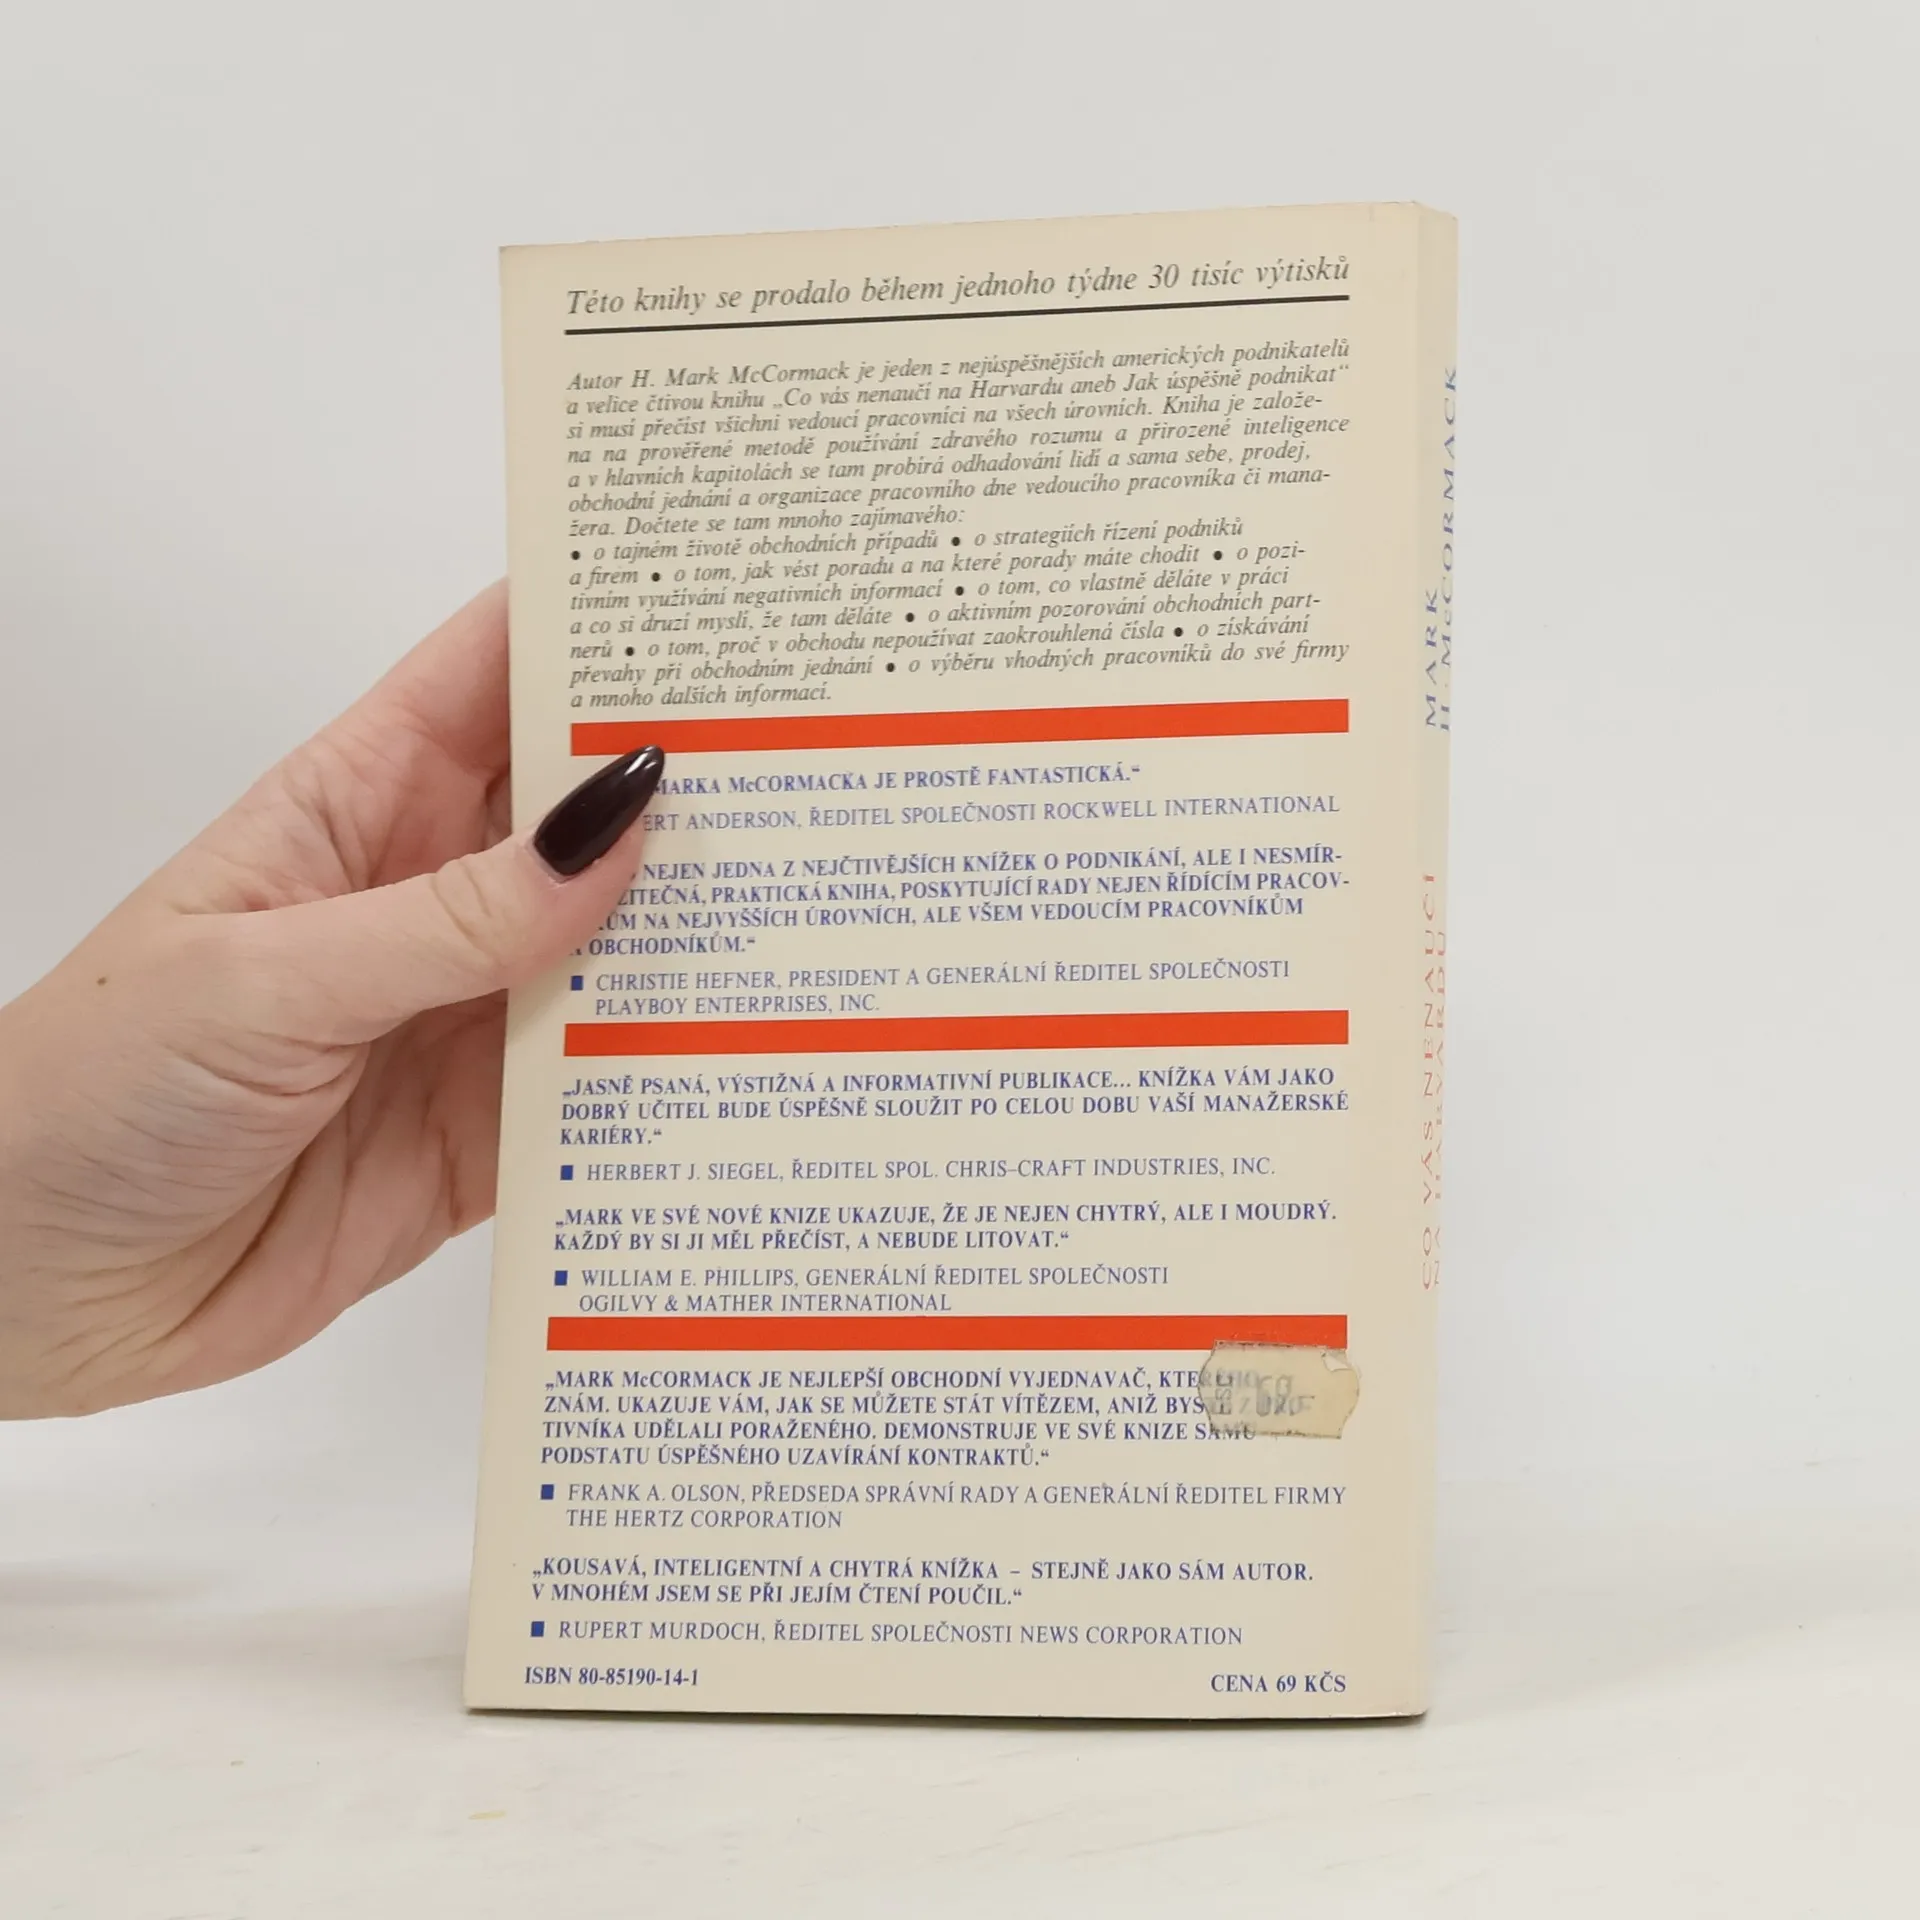 Této knihy se prodalo během jednoho týdne 30 tisíc výtisků
Autor H. Mark McCormack je jeden z nejúspěšnějších amerických podnikatelů
a velice čtivou knihu „Co vás nenaučí na Harvardu aneb Jak úspěšně podnikat“
si musí přečíst všichni vedoucí pracovníci na všech úrovních. Kniha je založe-
na na prověřené metodě používání zdravého rozumu a přirozené inteligence
a v hlavních kapitolách se tam probírá odhadování lidí a sama sebe, prodej,
obchodní jednání a organizace pracovního dne vedoucího pracovníka či mana-
žera. Dočtete se tam mnoho zajímavého:
● o tajném životě obchodních případů ● o strategiích řízení podniků
a firem ● o tom, jak vést poradu a na které porady máte chodit ● o pozi-
tivním využívání negativních informací ● o tom, co vlastně děláte v práci
a co si druzí myslí, že tam děláte ● o aktivním pozorování obchodních part-
nerů ● o tom, proč v obchodu nepoužívat zaokrouhlená čísla ● o získávání
převahy při obchodním jednání ● o výběru vhodných pracovníků do své firmy
a mnoho dalších informací.
MARKA McCORMACKA JE PROSTĚ FANTASTICKÁ.“
ANDERSON, ŘEDITEL SPOLEČNOSTI ROCKWELL INTERNATIONAL
NEJEN JEDNA Z NEJČTIVĚJŠÍCH KNÍŽEK O PODNIKÁNÍ, ALE I NESMÍR-
PRAKTICKÁ KNIHA, POSKYTUJÍCÍ RADY NEJEN ŘÍDÍCÍM PRACOV-
NA NEJVYŠŠÍCH ÚROVNÍCH, ALE VŠEM VEDOUCÍM PRACOVNÍKŮM
A OBCHODNÍKŮM.“
■ CHRISTIE HEFNER, PRESIDENT A GENERÁLNÍ ŘEDITEL SPOLEČNOSTI
PLAYBOY ENTERPRISES, INC.
„JASNĚ PSANÁ, VÝSTIŽNÁ A INFORMATIVNÍ PUBLIKACE... KNÍŽKA VÁM JAKO
DOBRÝ UČITEL BUDE ÚSPĚŠNĚ SLOUŽIT PO CELOU DOBU VAŠÍ MANAŽERSKÉ
KARIÉRY.“
■ HERBERT J. SIEGEL, ŘEDITEL SPOL. CHRIS–CRAFT INDUSTRIES, INC.
„MARK VE SVÉ NOVÉ KNIZE UKAZUJE, ŽE JE NEJEN CHYTRÝ, ALE I MOUDRÝ.
KAŽDÝ BY SI JI MĚL PŘEČÍST, A NEBUDE LITOVAT.“
■ WILLIAM E. PHILLIPS, GENERÁLNÍ ŘEDITEL SPOLEČNOSTI
OGILVY & MATHER INTERNATIONAL
„MARK McCORMACK JE NEJLEPŠÍ OBCHODNÍ VYJEDNAVAČ, KTERÉHO
ZNÁM. UKAZUJE VÁM, JAK SE MŮŽETE STÁT VÍTĚZEM, ANIŽ BYSTE
TIVNÍKA UDĚLALI PORAŽENÉHO. DEMONSTRUJE VE SVÉ KNIZE SAMU
PODSTATU ÚSPĚŠNÉHO UZAVÍRÁNÍ KONTRAKTŮ.“
■ FRANK A. OLSON, PŘEDSEDA SPRÁVNÍ RADY A GENERÁLNÍ ŘEDITEL FIRMY
THE HERTZ CORPORATION
„KOUSAVÁ, INTELIGENTNÍ A CHYTRÁ KNÍŽKA – STEJNĚ JAKO SÁM AUTOR.
V MNOHÉM JSEM SE PŘI JEJÍM ČTENÍ POUČIL.“
■ RUPERT MURDOCH, ŘEDITEL SPOLEČNOSTI NEWS CORPORATION
ISBN 80-85190-14-1
CENA 69 KČS
MARK
H. McCORMACK
CO VÁS NENAUČÍ
NA HARVARDU